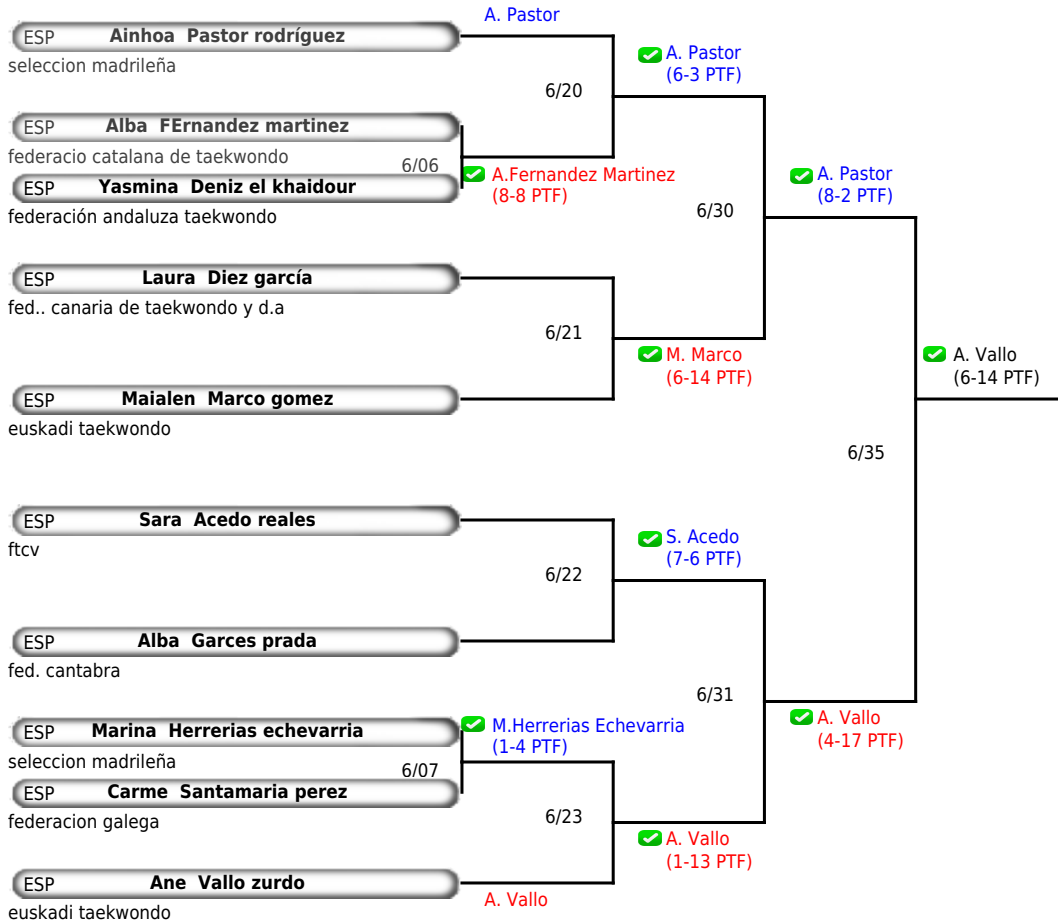 A. Pastor
ESP Ainhoa Pastor rodríguez
seleccion madrileña
A. Pastor
(6-3 PTF)
6/20
ESP Alba FErnandez martinez
federacio catalana de taekwondo
6/06
A.Fernandez Martinez
(8-8 PTF)
ESP Yasmina Deniz el khaidour
federación andaluza taekwondo
A. Pastor
(8-2 PTF)
6/30
ESP Laura Diez garcía
fed.. canaria de taekwondo y d.a
6/21
M. Marco
(6-14 PTF)
A. Vallo
(6-14 PTF)
ESP Maialen Marco gomez
euskadi taekwondo
6/35
ESP Sara Acedo reales
ftcv
S. Acedo
(7-6 PTF)
6/22
ESP Alba Garces prada
fed. cantabra
6/31
A. Vallo
(4-17 PTF)
ESP Marina Herrerias echevarria
seleccion madrileña
M.Herrerias Echevarria
(1-4 PTF)
6/07
ESP Carme Santamaria perez
federacion galega
6/23
A. Vallo
(1-13 PTF)
ESP Ane Vallo zurdo
euskadi taekwondo
A. Vallo